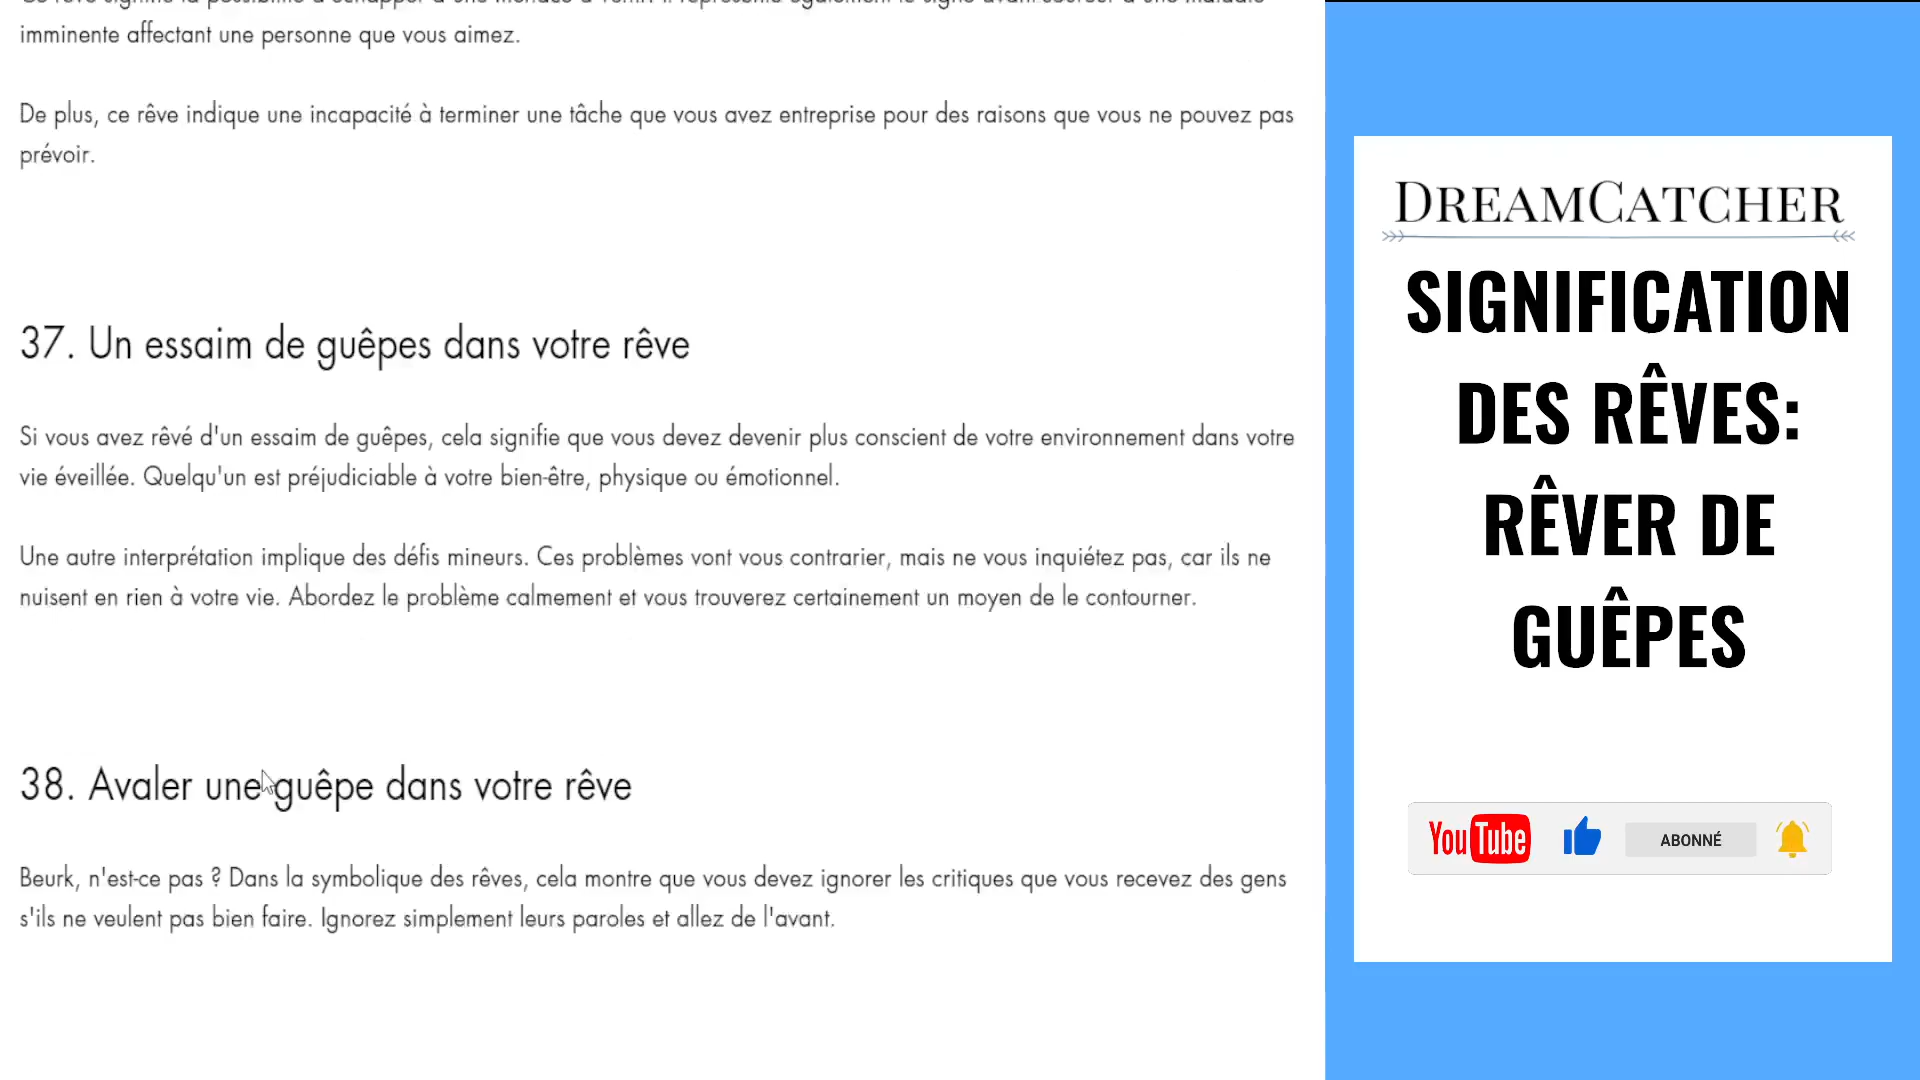 imminente affectant une personne que vous aimez.
De plus, ce rêve indique une incapacité à terminer une tâche que vous avez entreprise pour des raisons que vous ne pouvez pas
prévoir.
37. Un essaim de guêpes dans votre rêve
Si vous avez rêvé d'un essaim de guêpes, cela signifie que vous devez devenir plus conscient de votre environnement dans votre
vie éveillée. Quelqu'un est préjudiciable à votre bien-être, physique ou émotionnel.
Une autre interprétation implique des défis mineurs. Ces problèmes vont vous contrarier, mais ne vous inquiétez pas, car ils ne
nuisent en rien à votre vie. Abordez le problème calmement et vous trouverez certainement un moyen de le contourner.
38. Avaler une guêpe dans votre rêve
Beurk, n'est-ce pas ? Dans la symbolique des rêves, cela montre que vous devez ignorer les critiques que vous recevez des gens
s'ils ne veulent pas bien faire. Ignorez simplement leurs paroles et allez de l'avant.
DREAMCATCHER
SIGNIFICATION
DES RÊVES:
RÊVER DE
GUÊPES
YouTube
ABONNÉ